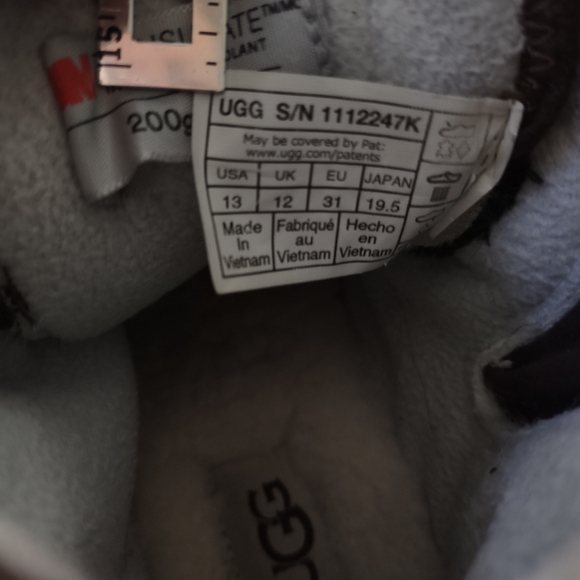 15
200g
UGG S/N 1112247K
May be covered by Pat:
www.ugg.com/patents
USA UK EU JAPAN
13 12 31 19.5
Made In Vietnam
Fabriqué au Vietnam
Hecho en Vietnam
UGG